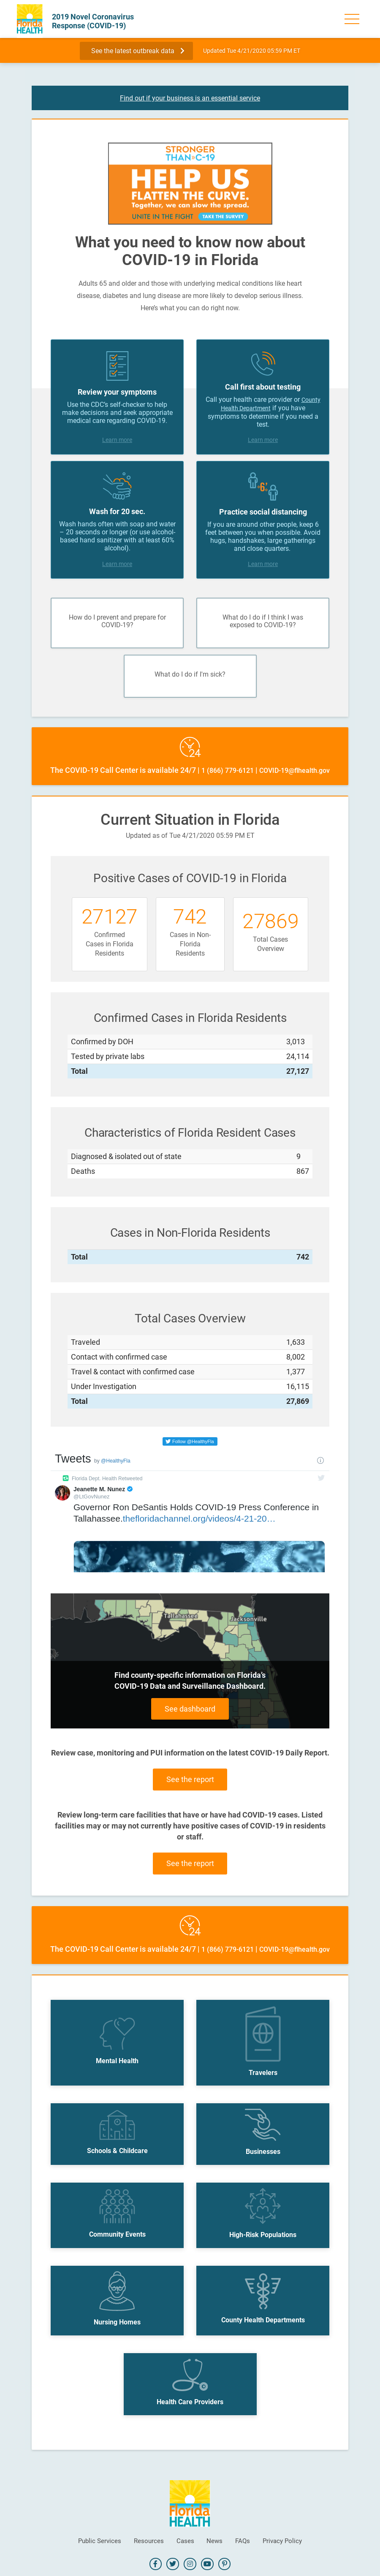 Florida
HEALTH
2019 Novel Coronavirus
Response (COVID-19)
See the latest outbreak data
Updated Tue 4/21/2020 05:59 PM ET
Find out if your business is an essential service
STRONGER
THAN C-19
HELP US
FLATTEN THE CURVE.
Together, can can slow the spread.
UNITE IN THE FIGHT
TAKE THE SURVEY
What you need to know now about
COVID-19 in Florida
Adults 65 and older and those with underlying medical conditions like heart
disease, diabetes and lung disease are more likely to develop serious illness.
Here's what you can do right now.
Review your symptoms
Use the CDC's self-checker to help
make decisions and seek appropriate
medical care regarding COVID-19.
Learn more
Call first about testing
Call your health care provider or County
Health Department if you have
symptoms to determine if you need a
test.
Learn more
Wash for 20 sec.
Wash hands often with soap and water
– 20 seconds or longer (or use alcohol-
based hand sanitizer with at least 60%
alcohol).
Learn more
6'
Practice social distancing
If you are around other people, keep 6
feet between you when possible. Avoid
hugs, handshakes, large gatherings
and close quarters.
Learn more
How do I prevent and prepare for
COVID-19?
What do I do if I think I was
exposed to COVID-19?
What do I do if I'm sick?
24
The COVID-19 Call Center is available 24/7 | 1 (866) 779-6121 | COVID-19@flhealth.gov
Current Situation in Florida
Updated as of Tue 4/21/2020 05:59 PM ET
Positive Cases of COVID-19 in Florida
27127
Confirmed
Cases in Florida
Residents
742
Cases in Non-
Florida
Residents
27869
Total Cases
Overview
Confirmed Cases in Florida Residents
Confirmed by DOH 3,013
Tested by private labs 24,114
Total 27,127
Characteristics of Florida Resident Cases
Diagnosed & isolated out of state 9
Deaths 867
Cases in Non-Florida Residents
Total 742
Total Cases Overview
Traveled 1,633
Contact with confirmed case 8,002
Travel & contact with confirmed case 1,377
Under Investigation 16,115
Total 27,869
Follow @HealthyFla
Tweets by @HealthyFla
Florida Dept. Health Retweeted
Jeanette M. Nunez
@LtGovNunez
Governor Ron DeSantis Holds COVID-19 Press Conference in
Tallahassee.thefloridachannel.org/videos/4-21-20…
Tallahassee
Jacksonville
Find county-specific information on Florida's
COVID-19 Data and Surveillance Dashboard.
See dashboard
Review case, monitoring and PUI information on the latest COVID-19 Daily Report.
See the report
Review long-term care facilities that have or have had COVID-19 cases. Listed
facilities may or may not currently have positive cases of COVID-19 in residents
or staff.
See the report
24
The COVID-19 Call Center is available 24/7 | 1 (866) 779-6121 | COVID-19@flhealth.gov
Mental Health
Travelers
Schools & Childcare
Businesses
Community Events
High-Risk Populations
Nursing Homes
County Health Departments
Health Care Providers
Florida
HEALTH
Public Services Resources Cases News FAQs Privacy Policy